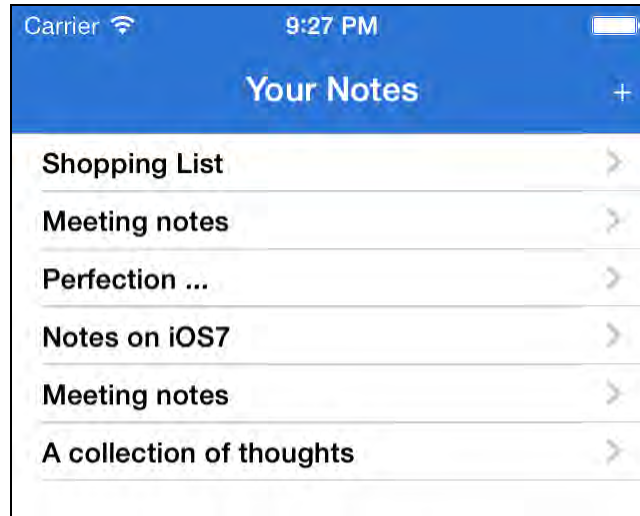 Carrier 9:27 PM
Your Notes +
Shopping List
Meeting notes
Perfection ...
Notes on iOS7
Meeting notes
A collection of thoughts